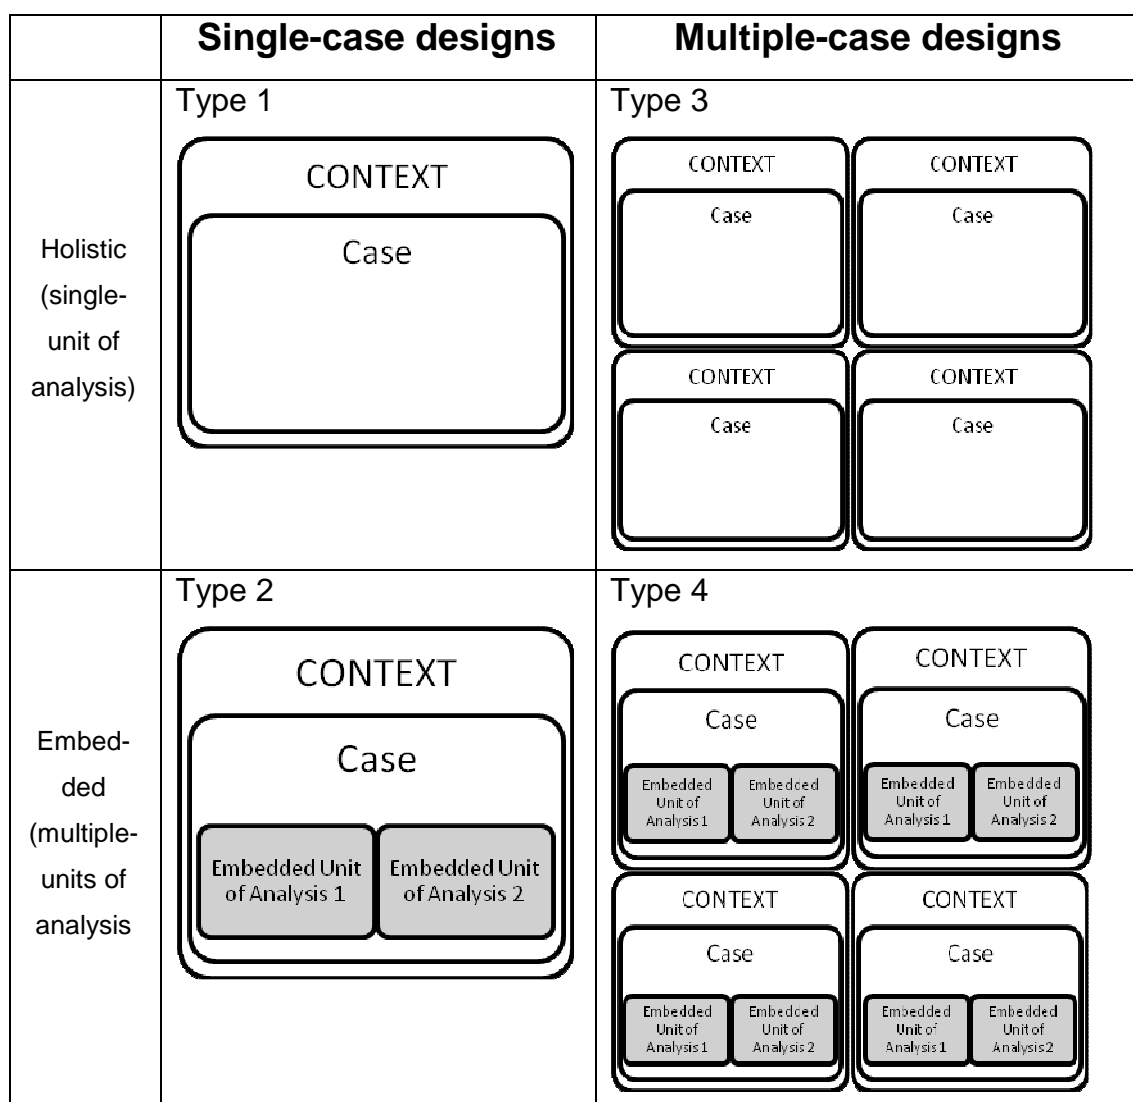 Single-case designs
Multiple-case designs
Holistic
(single-
unit of
analysis)
Type 1
CONTEXT
Case
Type 3
CONTEXT
Case
CONTEXT
Case
CONTEXT
Case
CONTEXT
Case
Embed-
ded
(multiple-
units of
analysis
Type 2
CONTEXT
Case
Embedded Unit
of Analysis 1
Embedded Unit
of Analysis 2
Type 4
CONTEXT
Case
Embedded
Unit of
Analysis 1
Embedded
Unit of
Analysis 2
CONTEXT
Case
Embedded
Unit of
Analysis 1
Embedded
Unit of
Analysis 2
CONTEXT
Case
Embedded
Unit of
Analysis 1
Embedded
Unit of
Analysis 2
CONTEXT
Case
Embedded
Unit of
Analysis 1
Embedded
Unit of
Analysis 2